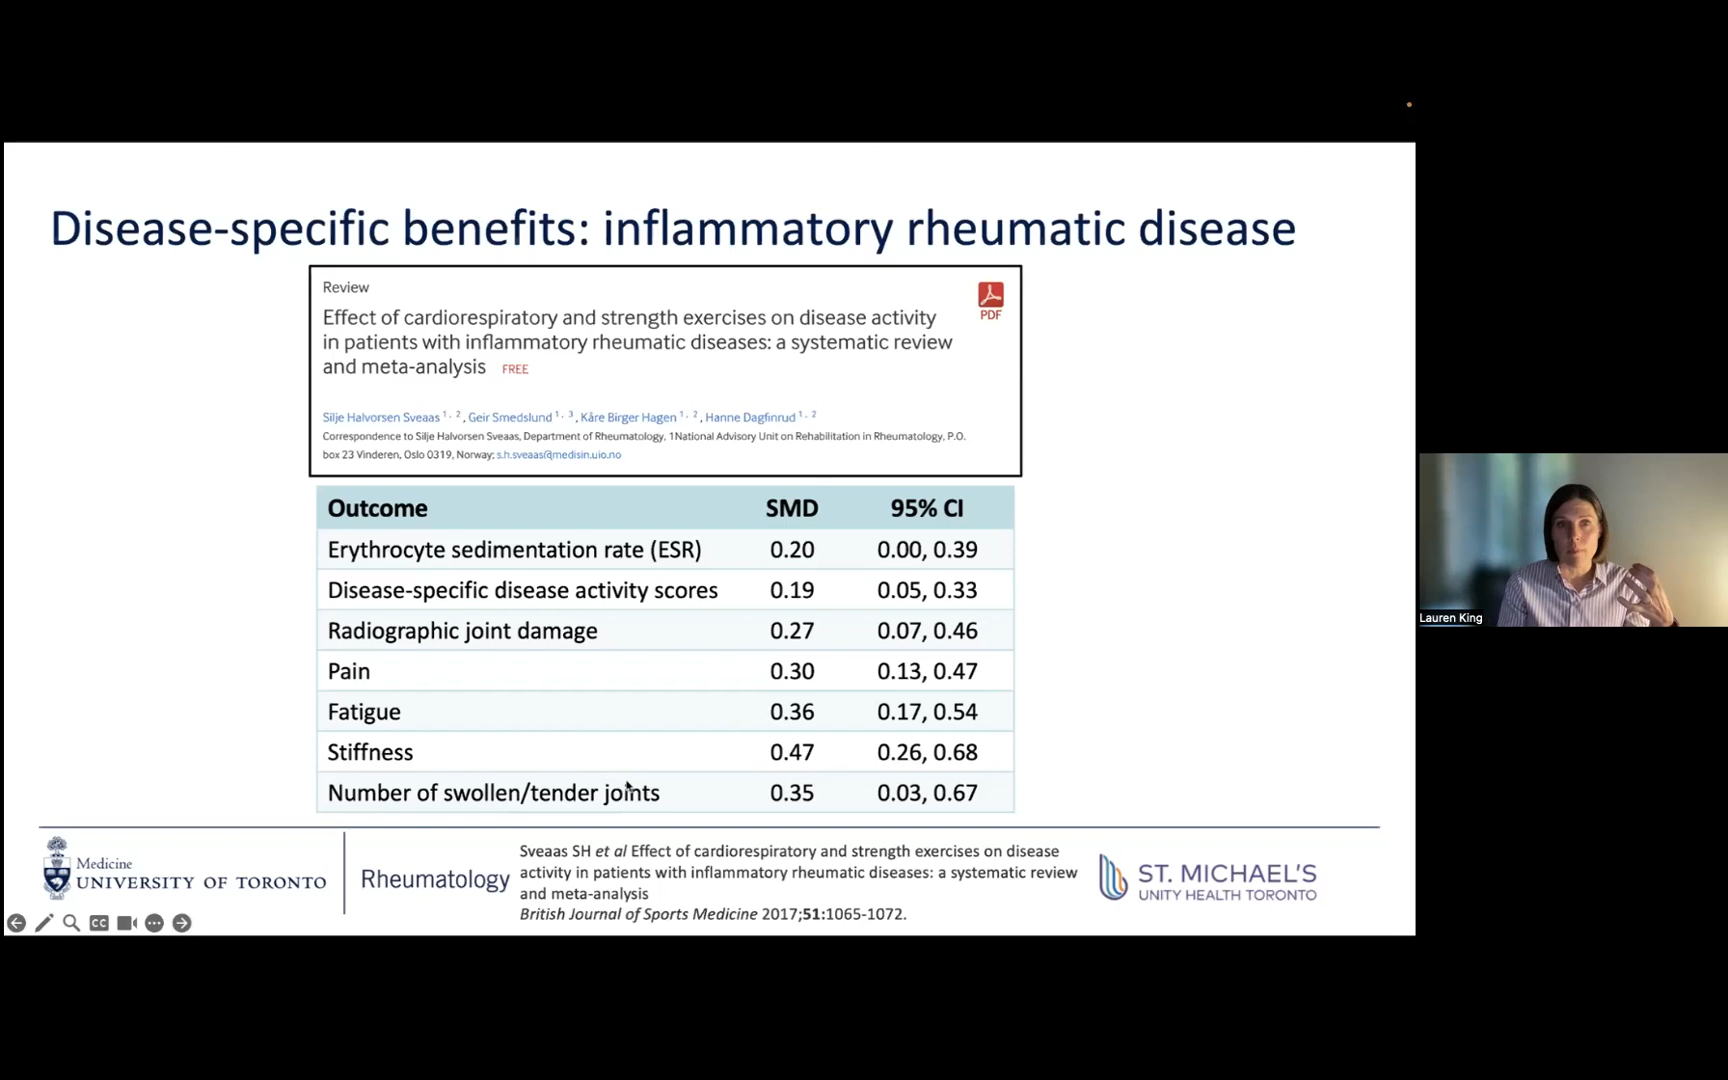 Disease-specific benefits: inflammatory rheumatic disease
Review
PDF
Effect of cardiorespiratory and strength exercises on disease activity
in patients with inflammatory rheumatic diseases: a systematic review
and meta-analysis FREE
Silje Halvorsen Sveaas 1, 2, Geir Smedslund 1, 3, Kåre Birger Hagen 1, 2, Hanne Dagfinrud 1, 2
Correspondence to Silje Halvorsen Sveaas, Department of Rheumatology, 1National Advisory Unit on Rehabilitation in Rheumatology, P.O.
box 23 Vinderen, Oslo 0319, Norway; s.h.sveaas@medisin.uio.no
Outcome SMD 95% CI
Erythrocyte sedimentation rate (ESR) 0.20 0.00, 0.39
Disease-specific disease activity scores 0.19 0.05, 0.33
Radiographic joint damage 0.27 0.07, 0.46
Pain 0.30 0.13, 0.47
Fatigue 0.36 0.17, 0.54
Stiffness 0.47 0.26, 0.68
Number of swollen/tender joints 0.35 0.03, 0.67
Medicine
UNIVERSITY OF TORONTO
Rheumatology
Sveaas SH et al Effect of cardiorespiratory and strength exercises on disease
activity in patients with inflammatory rheumatic diseases: a systematic review
and meta-analysis
British Journal of Sports Medicine 2017;51:1065-1072.
ST. MICHAEL'S
UNITY HEALTH TORONTO
CC
Lauren King